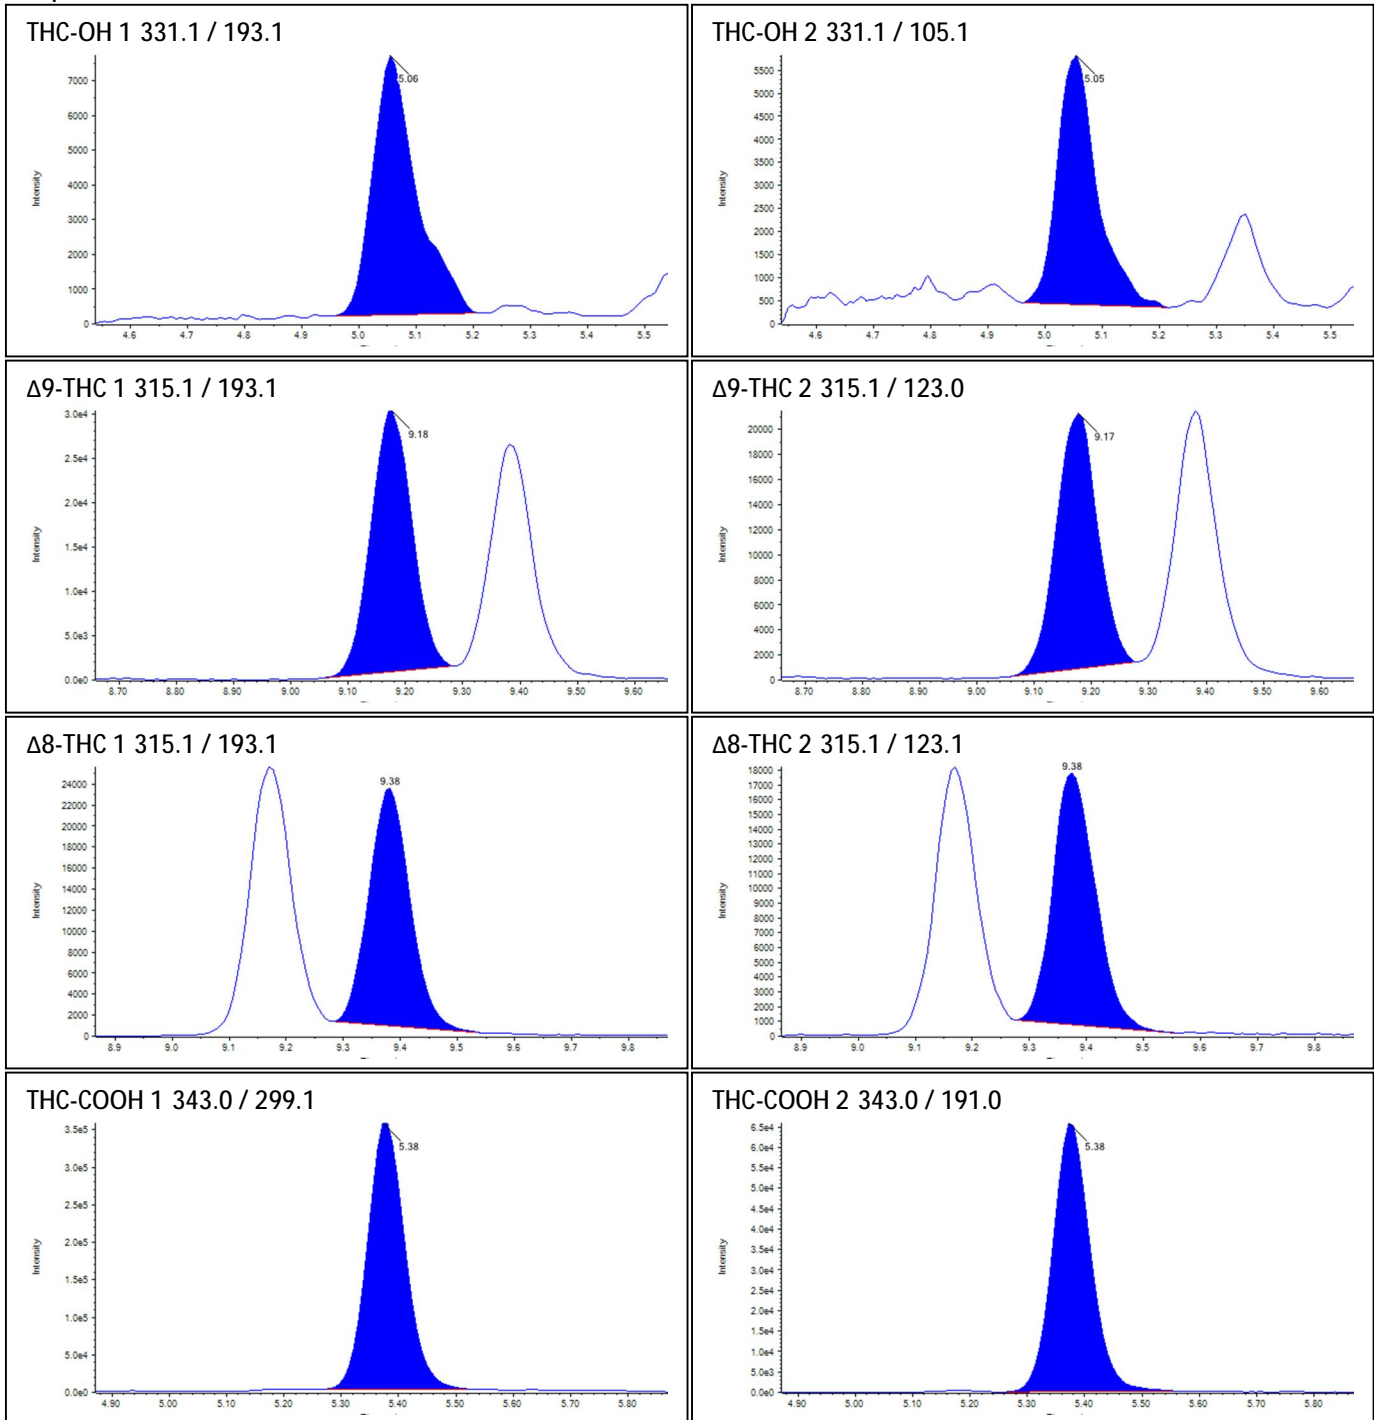 THC-OH 1 331.1 / 193.1
7000
6000
5000
4000
3000
2000
1000
0
Intensity
5.06
4.6 4.7 4.8 4.9 5.0 5.1 5.2 5.3 5.4 5.5
THC-OH 2 331.1 / 105.1
5500
5000
4500
4000
3500
3000
2500
2000
1500
1000
500
0
Intensity
5.05
4.6 4.7 4.8 4.9 5.0 5.1 5.2 5.3 5.4 5.5
Δ9-THC 1 315.1 / 193.1
3.0e4
2.5e4
2.0e4
1.5e4
1.0e4
5.0e3
0.0e0
Intensity
9.18
8.70 8.80 8.90 9.00 9.10 9.20 9.30 9.40 9.50 9.60
Δ9-THC 2 315.1 / 123.0
20000
18000
16000
14000
12000
10000
8000
6000
4000
2000
0
Intensity
9.17
8.70 8.80 8.90 9.00 9.10 9.20 9.30 9.40 9.50 9.60
Δ8-THC 1 315.1 / 193.1
24000
22000
20000
18000
16000
14000
12000
10000
8000
6000
4000
2000
0
Intensity
9.38
8.9 9.0 9.1 9.2 9.3 9.4 9.5 9.6 9.7 9.8
Δ8-THC 2 315.1 / 123.1
18000
17000
16000
15000
14000
13000
12000
11000
10000
9000
8000
7000
6000
5000
4000
3000
2000
1000
0
Intensity
9.38
8.9 9.0 9.1 9.2 9.3 9.4 9.5 9.6 9.7 9.8
THC-COOH 1 343.0 / 299.1
3.5e5
3.0e5
2.5e5
2.0e5
1.5e5
1.0e5
5.0e4
0.0e0
Intensity
5.38
4.90 5.00 5.10 5.20 5.30 5.40 5.50 5.60 5.70 5.80
THC-COOH 2 343.0 / 191.0
6.5e4
6.0e4
5.5e4
5.0e4
4.5e4
4.0e4
3.5e4
3.0e4
2.5e4
2.0e4
1.5e4
1.0e4
5.0e3
0.0e0
Intensity
5.38
4.90 5.00 5.10 5.20 5.30 5.40 5.50 5.60 5.70 5.80